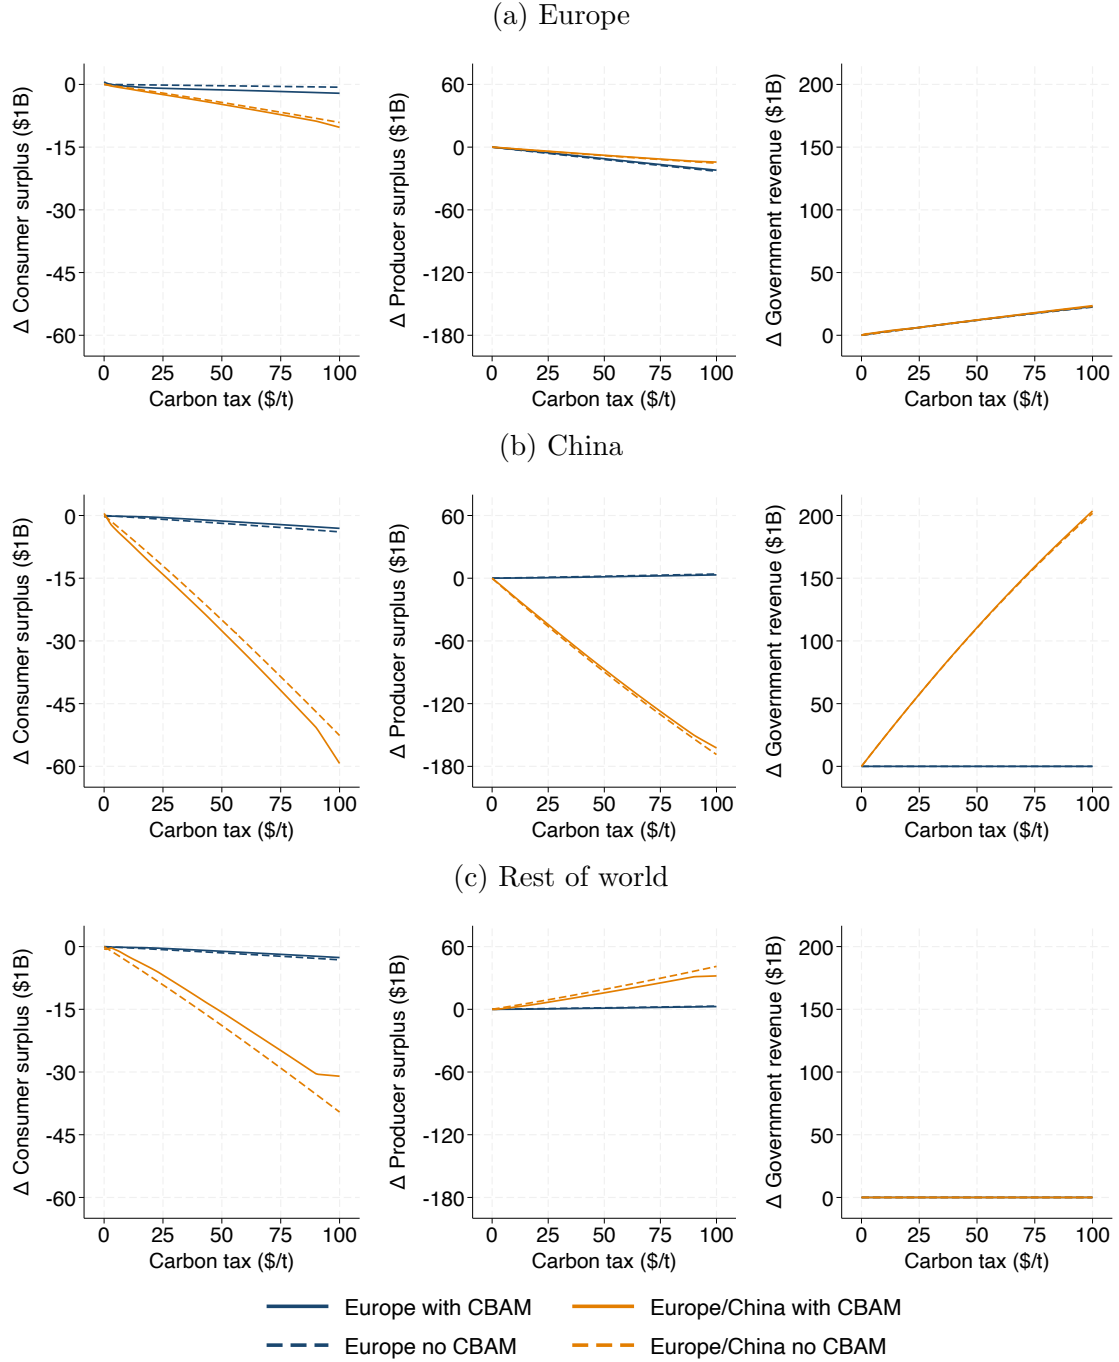 (a) Europe
Δ Consumer surplus ($1B)
0
-15
-30
-45
-60
0 25 50 75 100
Carbon tax ($/t)
Δ Producer surplus ($1B)
60
0
-60
-120
-180
0 25 50 75 100
Carbon tax ($/t)
Δ Government revenue ($1B)
200
150
100
50
0
0 25 50 75 100
Carbon tax ($/t)
(b) China
Δ Consumer surplus ($1B)
0
-15
-30
-45
-60
0 25 50 75 100
Carbon tax ($/t)
Δ Producer surplus ($1B)
60
0
-60
-120
-180
0 25 50 75 100
Carbon tax ($/t)
Δ Government revenue ($1B)
200
150
100
50
0
0 25 50 75 100
Carbon tax ($/t)
(c) Rest of world
Δ Consumer surplus ($1B)
0
-15
-30
-45
-60
0 25 50 75 100
Carbon tax ($/t)
Δ Producer surplus ($1B)
60
0
-60
-120
-180
0 25 50 75 100
Carbon tax ($/t)
Δ Government revenue ($1B)
200
150
100
50
0
0 25 50 75 100
Carbon tax ($/t)
Europe with CBAM
Europe/China with CBAM
Europe no CBAM
Europe/China no CBAM